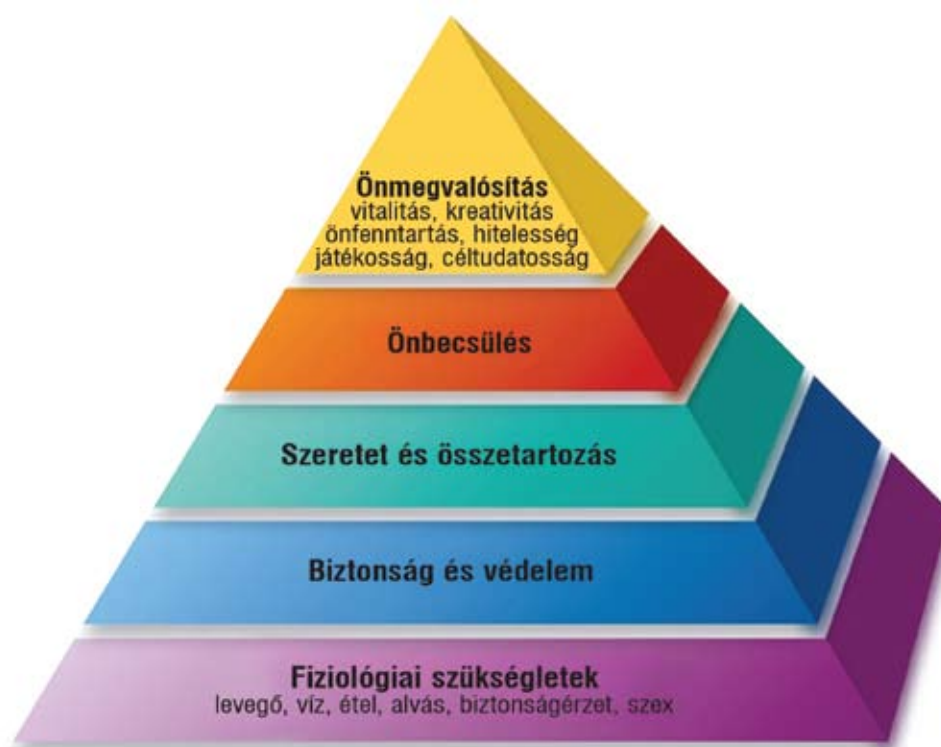 Önmegvalósítás
vitalitás, kreativitás
önfenntartás, hitelesség
játékosság, céltudatosság
Önbecsülés
Szeretet és összetartozás
Biztonság és védelem
Fiziológiai szükségletek
levegő, víz, étel, alvás, biztonságérzet, szex